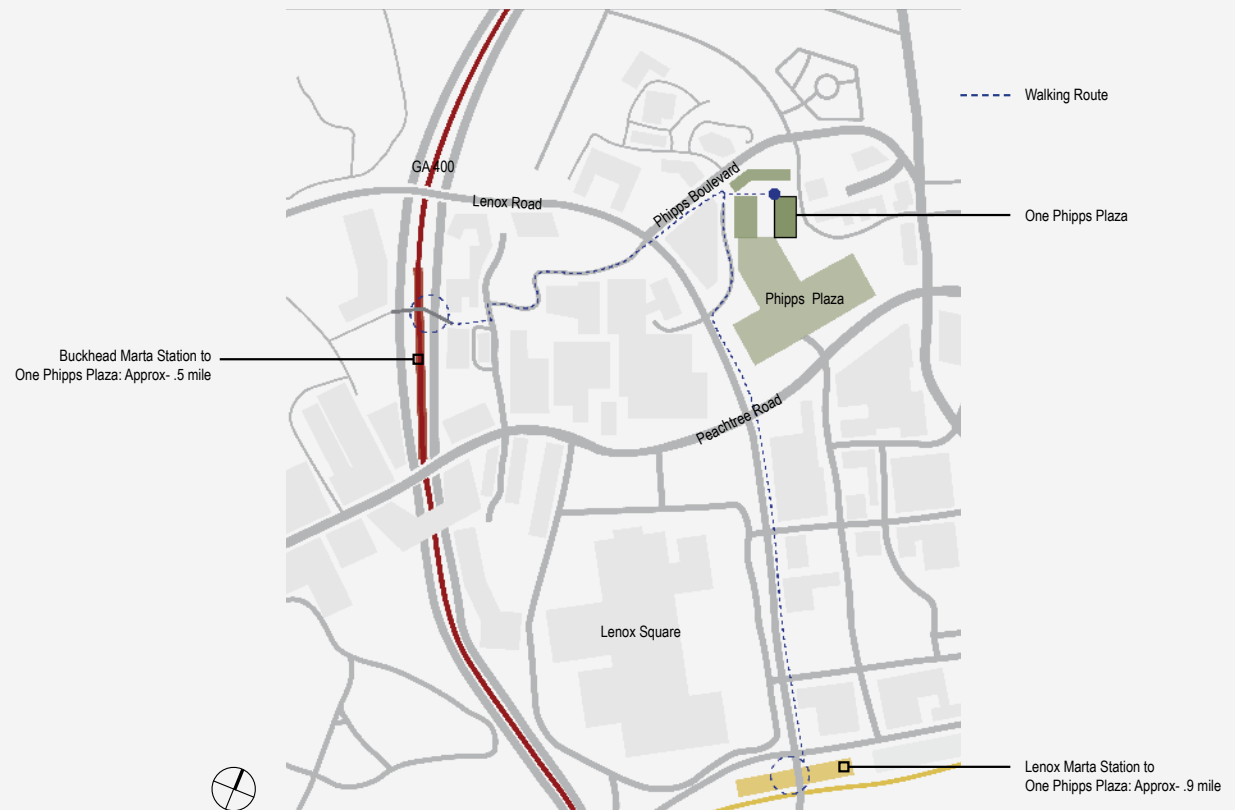 Walking Route
GA 400
Lenox Road
Phipps Boulevard
One Phipps Plaza
Phipps Plaza
Buckhead Marta Station to
One Phipps Plaza: Approx- .5 mile
Peachtree Road
Lenox Square
Lenox Marta Station to
One Phipps Plaza: Approx- .9 mile